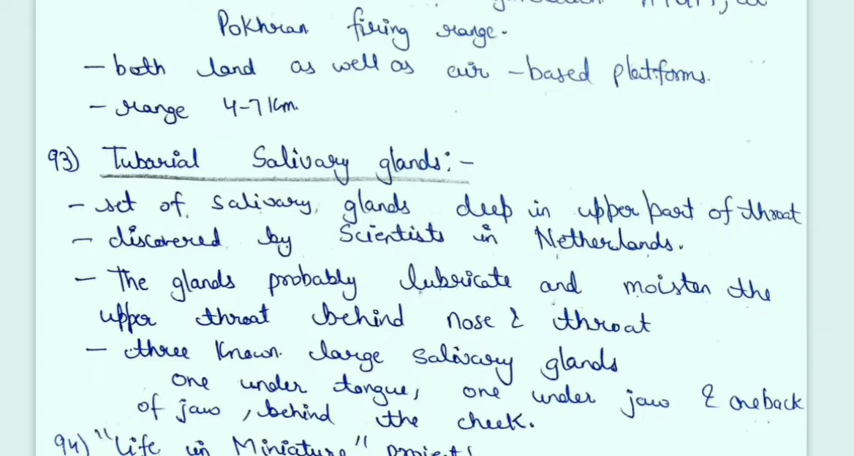 Pokhran firing range.
- both land as well as air-based platforms.
- range 4-7 Km.
93) Tubarial Salivary glands:-
- set of salivary glands deep in upper part of throat
- discovered by Scientists in Netherlands.
- The glands probably lubricate and moisten the
upper throat behind nose & throat
- three known large salivary glands
one under tongue, one under jaw & one back
of jaw, behind the cheek.
94) "Life in Miniature" project